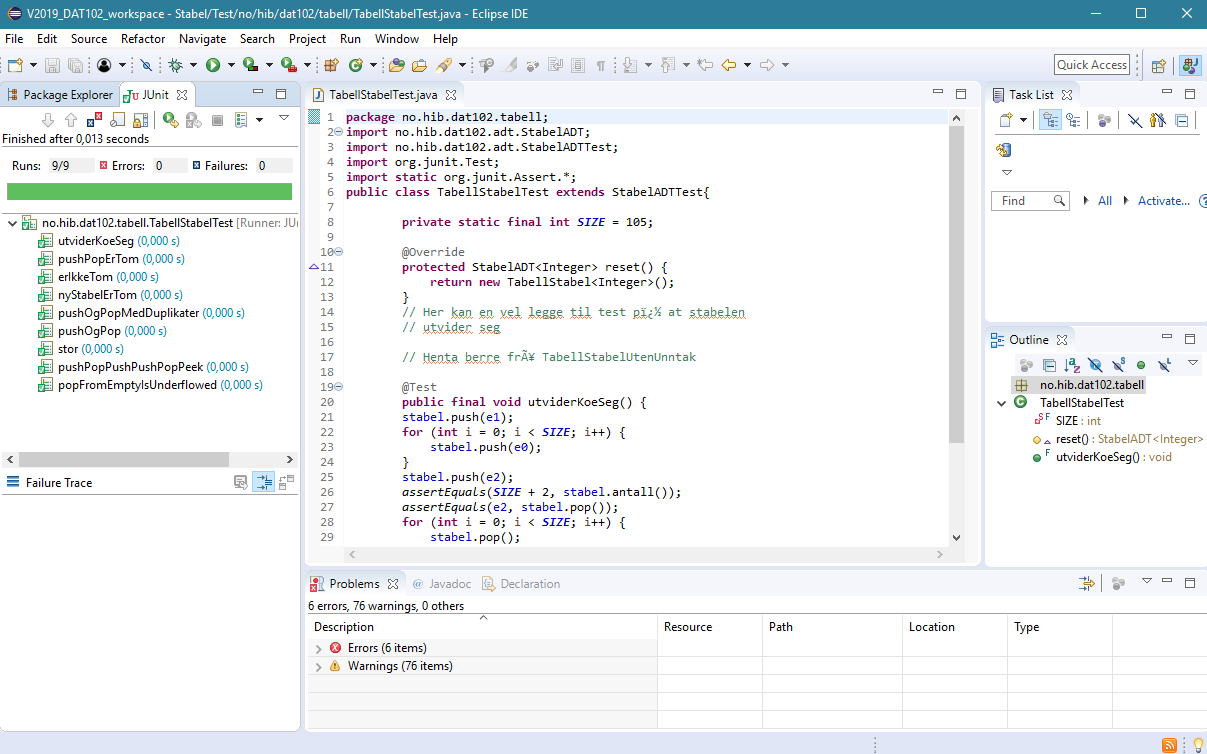 V2019_DAT102_workspace - Stabel/Test/no/hib/dat102/tabell/TabellStabelTest.java - Eclipse IDE
File Edit Source Refactor Navigate Search Project Run Window Help
Quick Access
Package Explorer JUnit
Finished after 0,013 seconds
Runs: 9/9 Errors: 0 Failures: 0
no.hib.dat102.tabell.TabellStabelTest [Runner: JU
utviderKoeSeg (0,000 s)
pushPopErTom (0,000 s)
erIkkeTom (0,000 s)
nyStabelErTom (0,000 s)
pushOgPopMedDuplikater (0,000 s)
pushOgPop (0,000 s)
stor (0,000 s)
pushPopPushPushPopPeek (0,000 s)
popFromEmptyIsUnderflowed (0,000 s)
Failure Trace
TabellStabelTest.java
1 package no.hib.dat102.tabell;
2 import no.hib.dat102.adt.StabelADT;
3 import no.hib.dat102.adt.StabelADTTest;
4 import org.junit.Test;
5 import static org.junit.Assert.*;
6 public class TabellStabelTest extends StabelADTTest{
7
8 private static final int SIZE = 105;
9
10 @Override
11 protected StabelADT<Integer> reset() {
12 return new TabellStabel<Integer>();
13 }
14 // Her kan en vel legge til test pï¿½ at stabelen
15 // utvider seg
16
17 // Henta berre frÃ¥ TabellStabelUtenUnntak
18
19 @Test
20 public final void utviderKoeSeg() {
21 stabel.push(e1);
22 for (int i = 0; i < SIZE; i++) {
23 stabel.push(e0);
24 }
25 stabel.push(e2);
26 assertEquals(SIZE + 2, stabel.antall());
27 assertEquals(e2, stabel.pop());
28 for (int i = 0; i < SIZE; i++) {
29 stabel.pop();
Task List
Find All Activate...
Outline
no.hib.dat102.tabell
TabellStabelTest
SIZE : int
reset() : StabelADT<Integer>
utviderKoeSeg() : void
Problems Javadoc Declaration
6 errors, 76 warnings, 0 others
Description Resource Path Location Type
Errors (6 items)
Warnings (76 items)